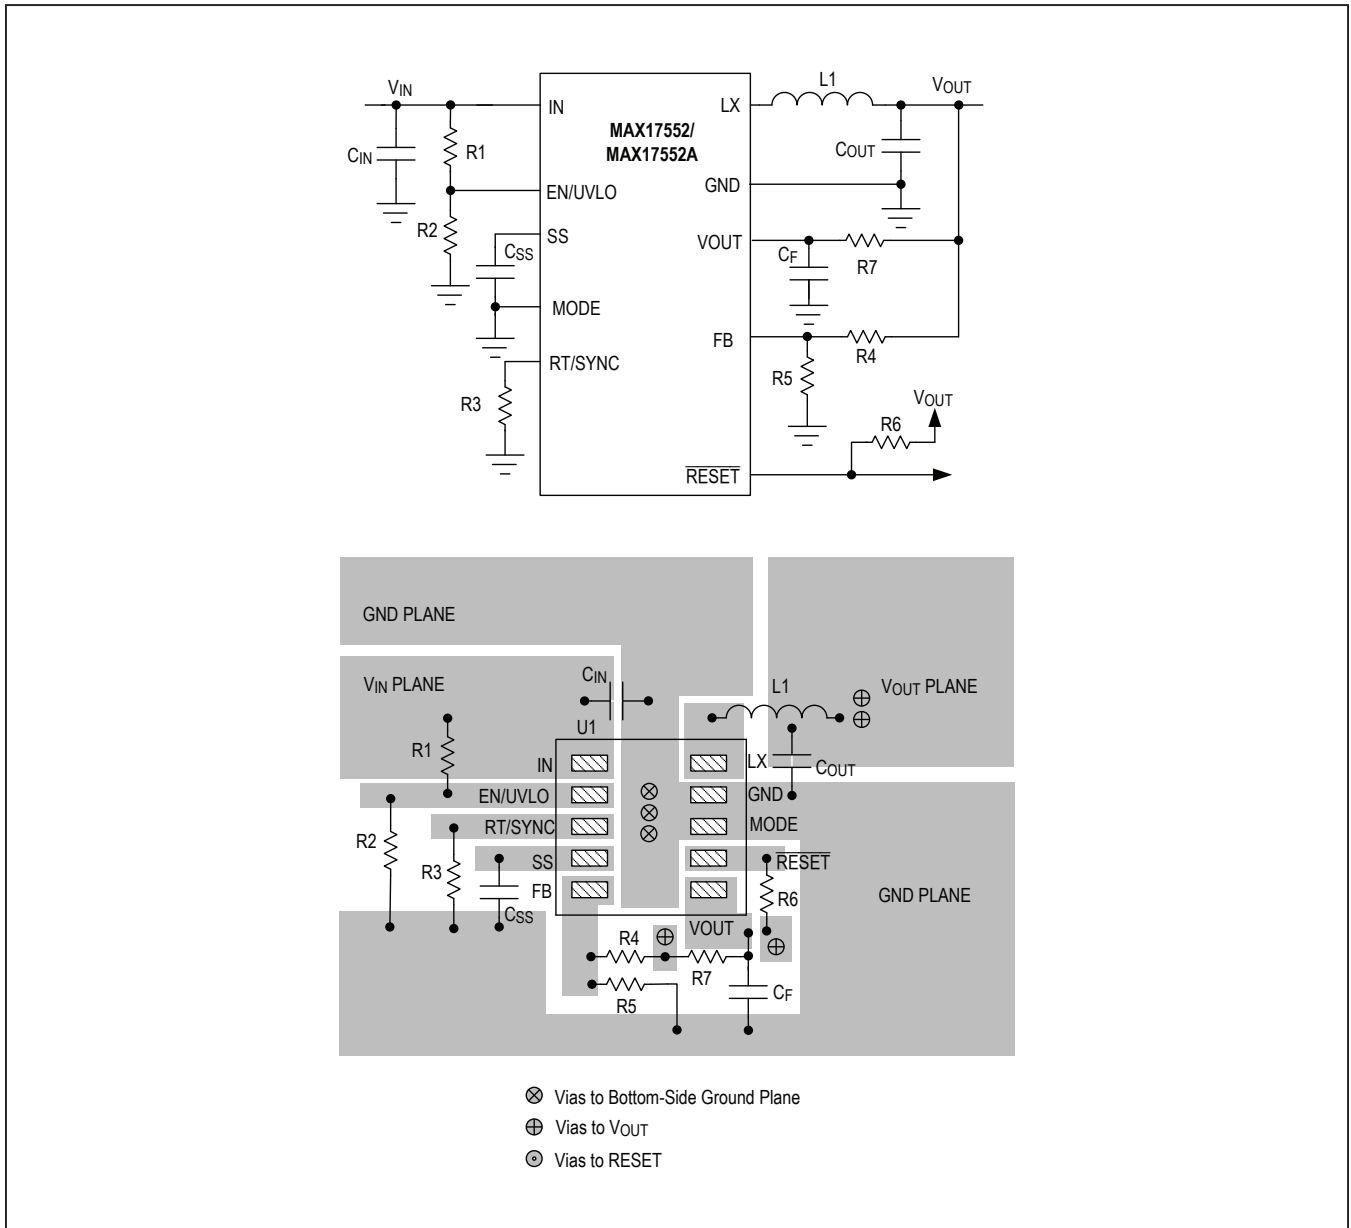 VIN
L1
VOUT
IN
LX
MAX17552/
MAX17552A
CIN
R1
COUT
GND
EN/UVLO
R2
SS
CSS
VOUT
CF
R7
MODE
FB
R4
RT/SYNC
R5
R3
VOUT
R6
RESET
GND PLANE
CIN
VIN PLANE
L1
VOUT PLANE
U1
R1
IN
LX
COUT
EN/UVLO
GND
RT/SYNC
MODE
R2
R3
SS
RESET
CSS
FB
R6
GND PLANE
VOUT
R4
R7
R5
CF
Vias to Bottom-Side Ground Plane
Vias to VOUT
Vias to RESET